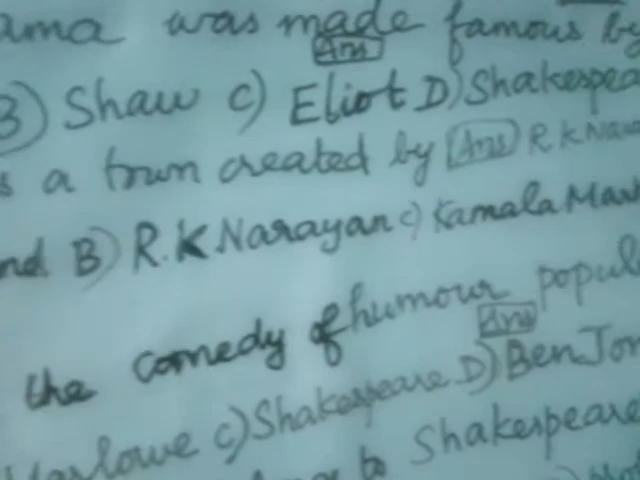 ama was made famous by
Ans
B) Shaw C) Eliot D) Shakespea
s a town created by Ans R K Nara
nd B) R.K Narayan C) Kamala Mark
the comedy of humour popul
Ans
Marlowe C) Shakespeare D) Ben Jon
to Shakespeare